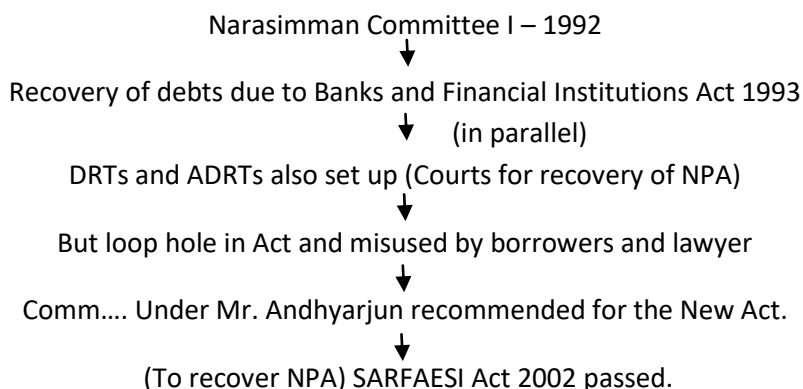 Narasimman Committee I – 1992
Recovery of debts due to Banks and Financial Institutions Act 1993
(in parallel)
DRTs and ADRTs also set up (Courts for recovery of NPA)
But loop hole in Act and misused by borrowers and lawyer
Comm…. Under Mr. Andhyarjun recommended for the New Act.
(To recover NPA) SARFAESI Act 2002 passed.